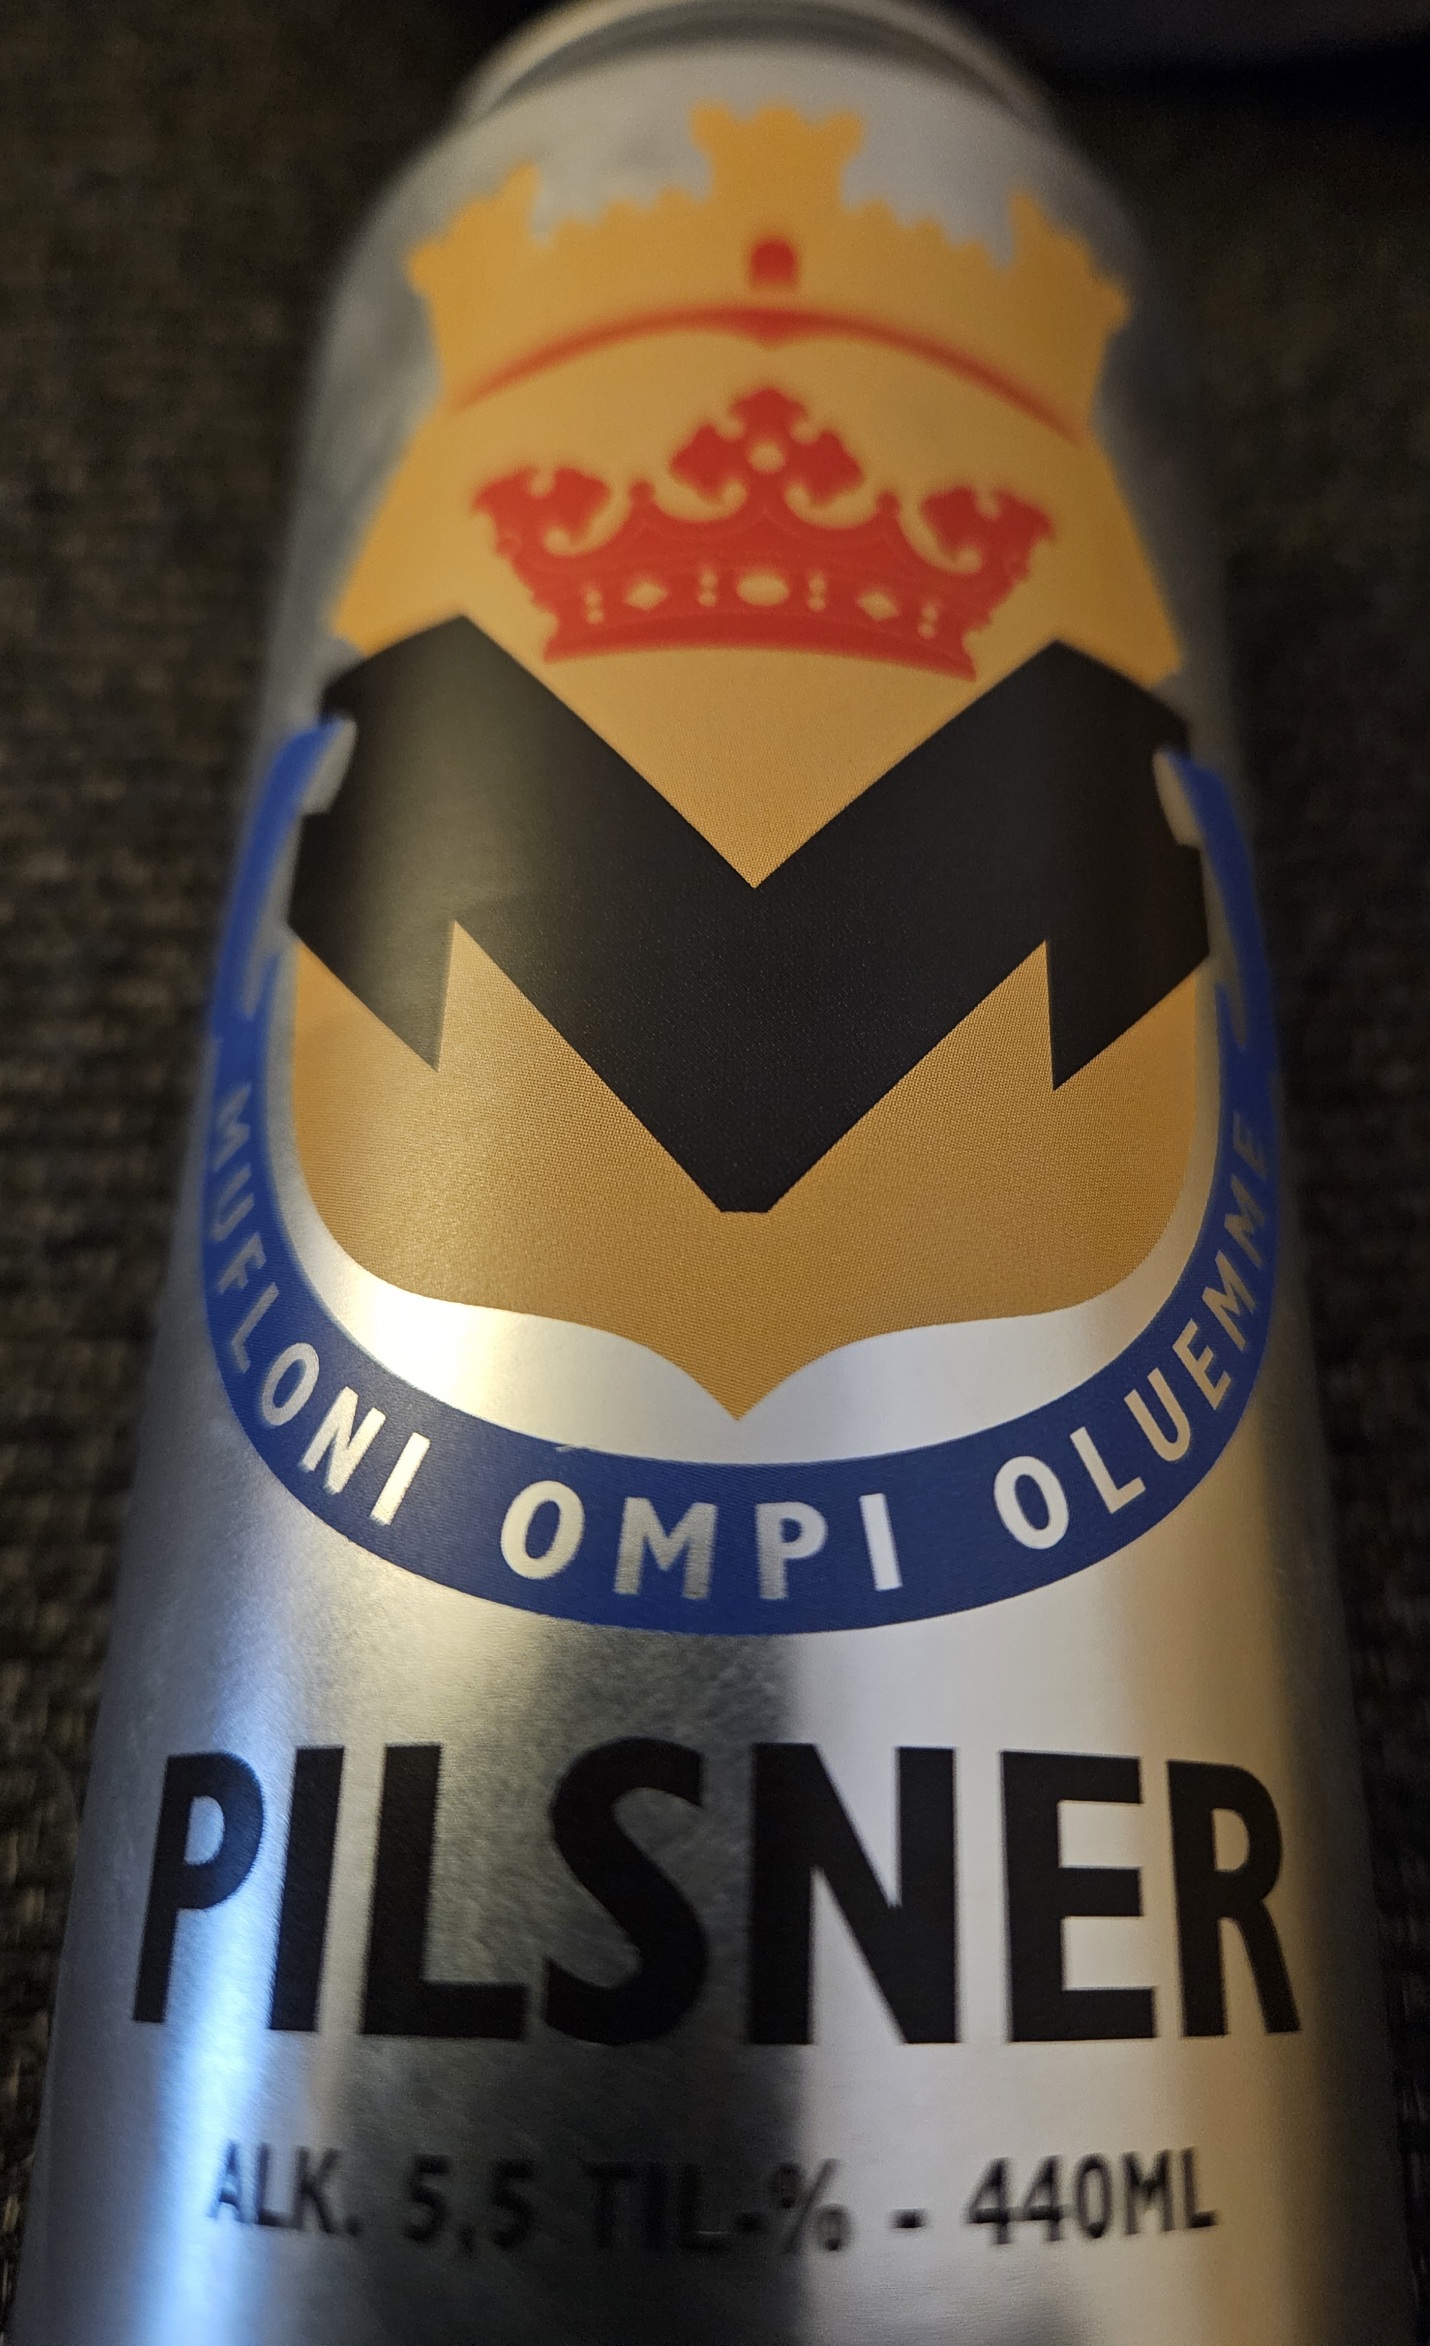 M
MUFLONI OMPI OLUEMME
PILSNER
ALK. 5,5 TIL-% - 440ML